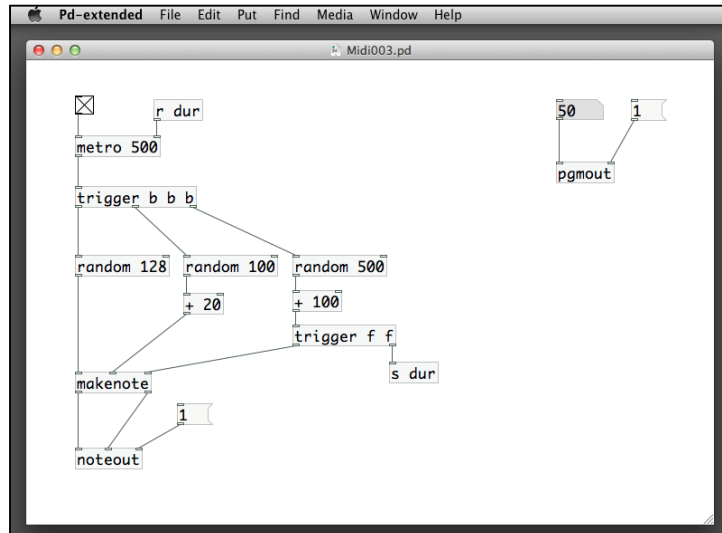 Pd-extended File Edit Put Find Media Window Help
Midi003.pd
r dur
50
1
metro 500
pgmout
trigger b b b
random 128
random 100
random 500
+ 20
+ 100
trigger f f
s dur
makenote
1
noteout